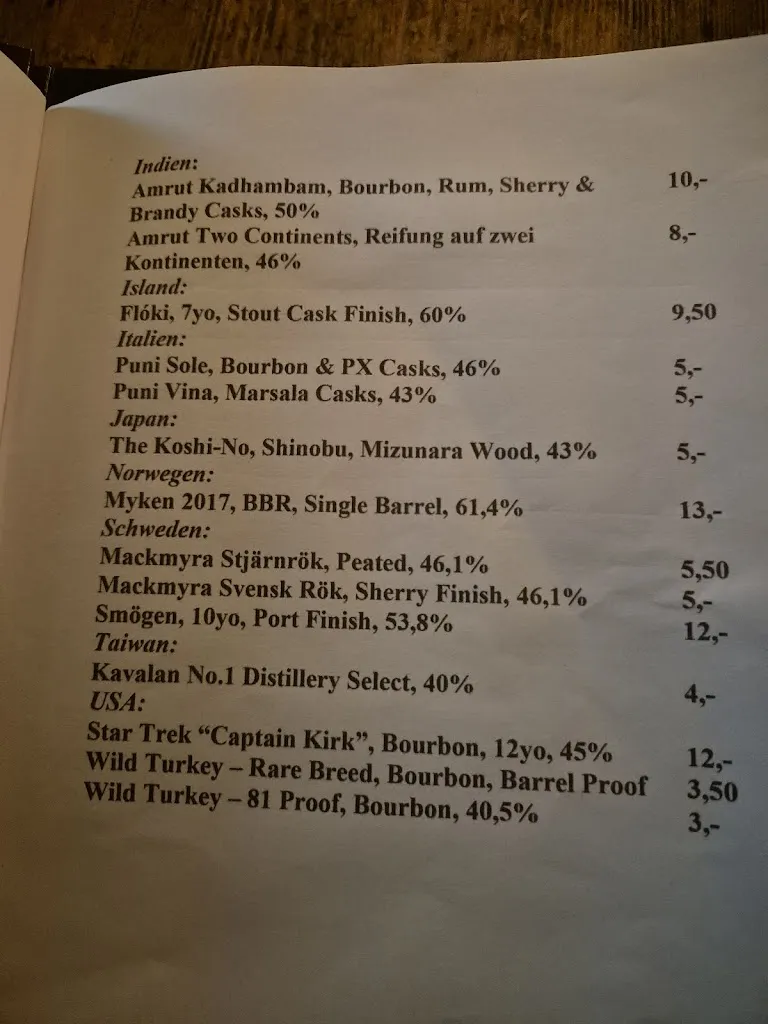 Indien:
Amrut Kadhambam, Bourbon, Rum, Sherry & 10,-
Brandy Casks, 50%
Amrut Two Continents, Reifung auf zwei 8,-
Kontinenten, 46%
Island:
Flóki, 7yo, Stout Cask Finish, 60% 9,50
Italien:
Puni Sole, Bourbon & PX Casks, 46% 5,-
Puni Vina, Marsala Casks, 43% 5,-
Japan:
The Koshi-No, Shinobu, Mizunara Wood, 43% 5,-
Norwegen:
Myken 2017, BBR, Single Barrel, 61,4% 13,-
Schweden:
Mackmyra Stjärnrök, Peated, 46,1% 5,50
Mackmyra Svensk Rök, Sherry Finish, 46,1% 5,-
Smögen, 10yo, Port Finish, 53,8% 12,-
Taiwan:
Kavalan No.1 Distillery Select, 40% 4,-
USA:
Star Trek “Captain Kirk”, Bourbon, 12yo, 45% 12,-
Wild Turkey – Rare Breed, Bourbon, Barrel Proof 3,50
Wild Turkey – 81 Proof, Bourbon, 40,5% 3,-